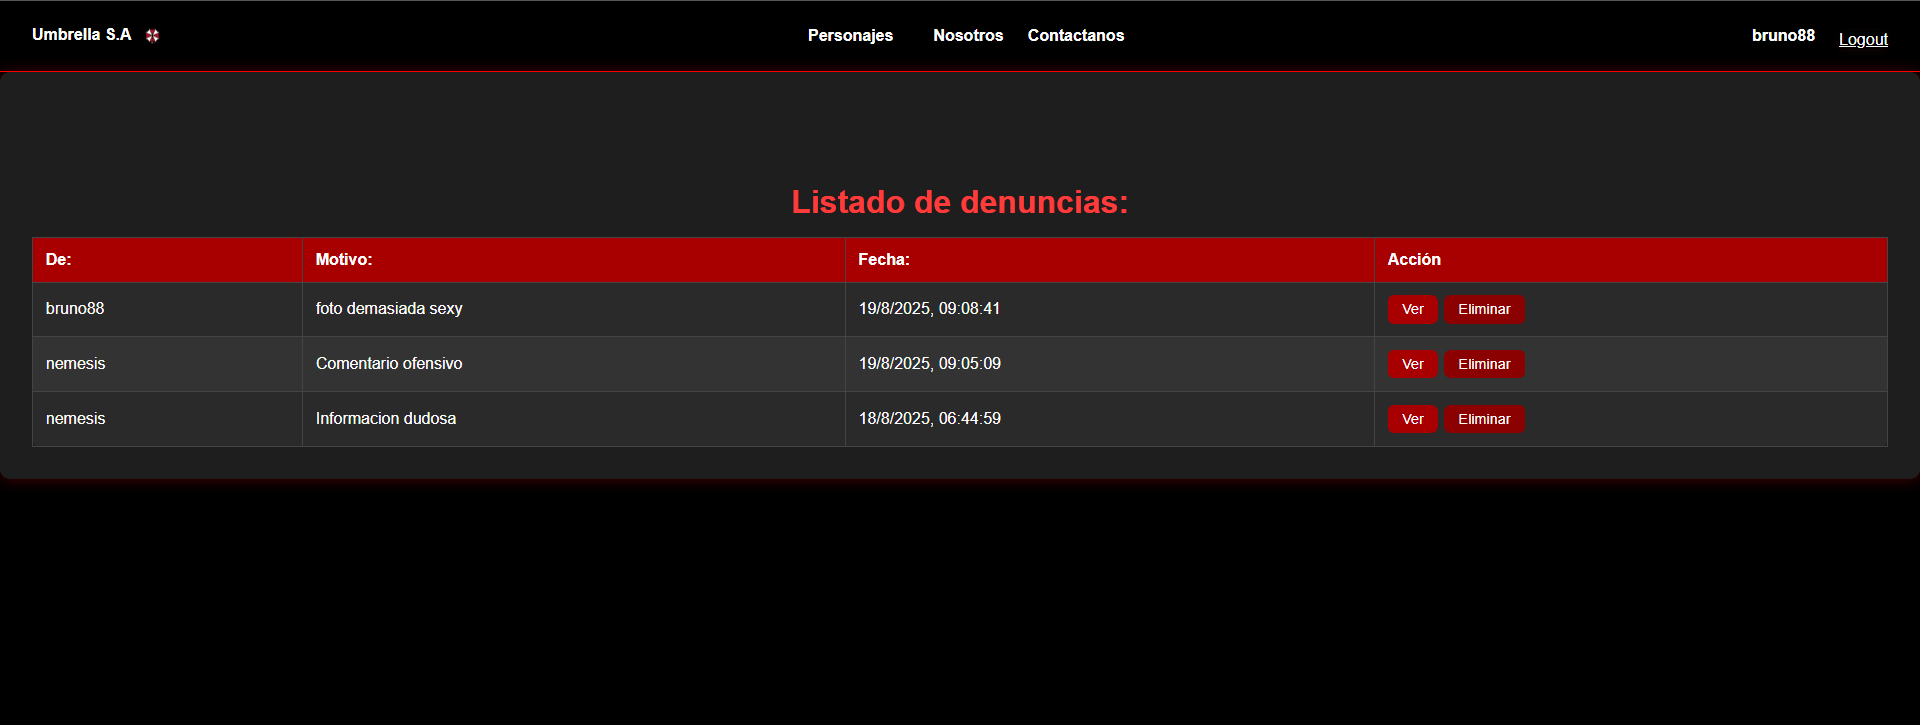 Umbrella S.A
Personajes Nosotros Contactanos
bruno88 Logout
Listado de denuncias:
De: Motivo: Fecha: Acción
bruno88 foto demasiada sexy 19/8/2025, 09:08:41 Ver Eliminar
nemesis Comentario ofensivo 19/8/2025, 09:05:09 Ver Eliminar
nemesis Informacion dudosa 18/8/2025, 06:44:59 Ver Eliminar